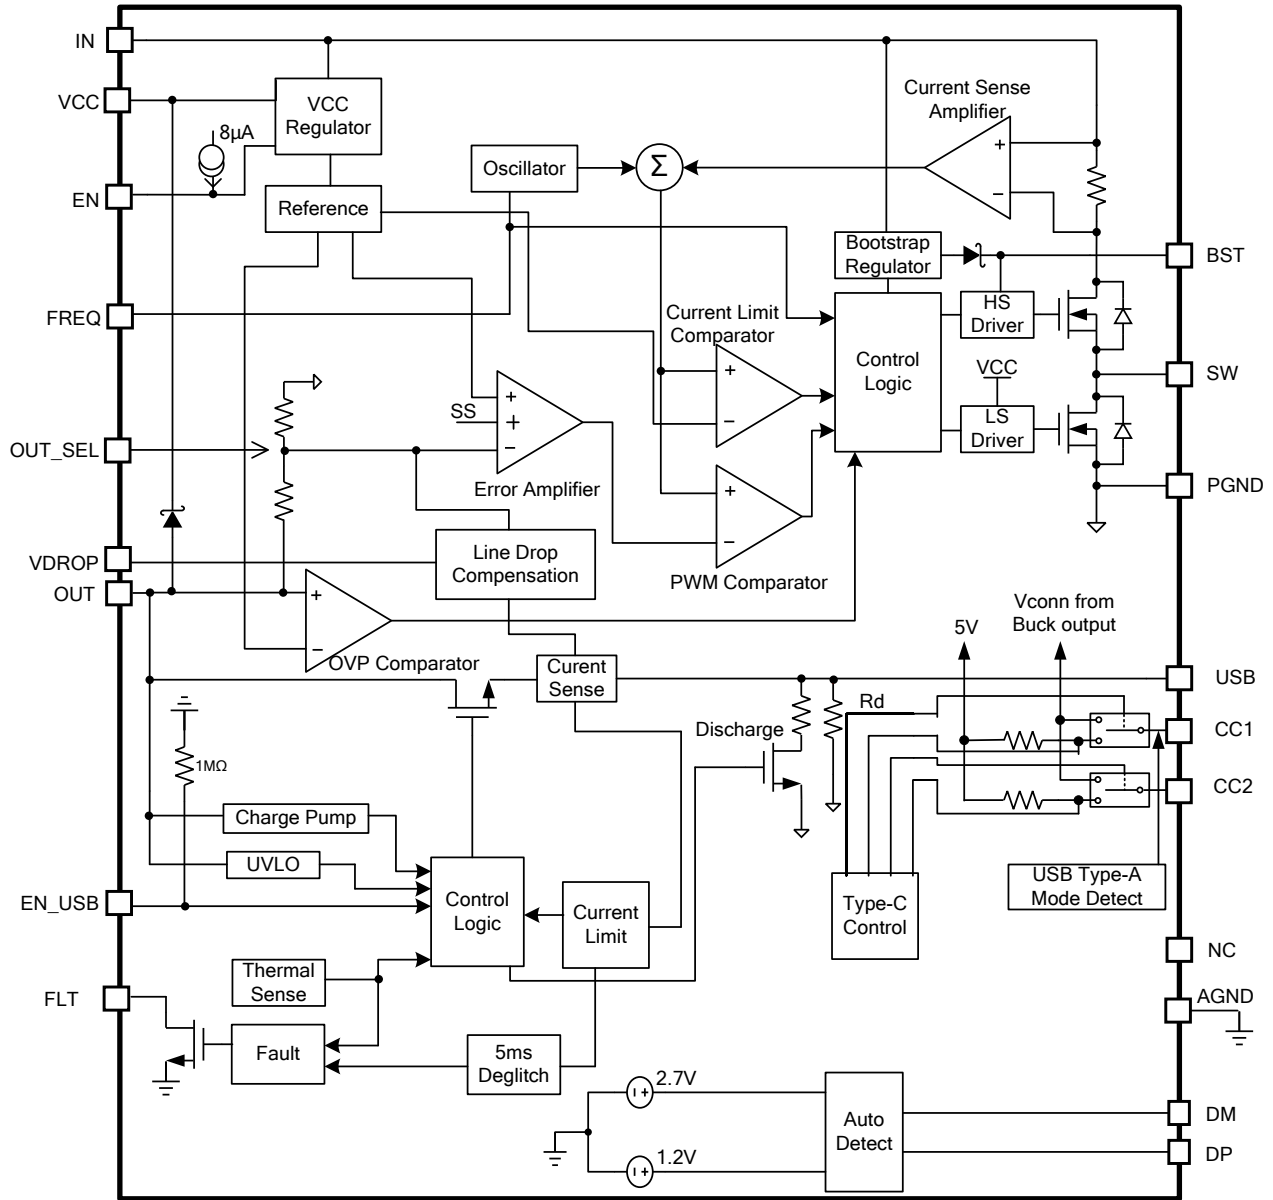 IN
VCC
VCC
Regulator
8µA
EN
Reference
Oscillator
Σ
Current Sense
Amplifier
+
−
Bootstrap
Regulator
BST
FREQ
Current Limit
Comparator
+
−
Control
Logic
HS
Driver
VCC
LS
Driver
SW
PGND
OUT_SEL
SS
+
+
−
Error Amplifier
+
−
PWM Comparator
VDROP
Line Drop
Compensation
OUT
+
−
OVP Comparator
Curent
Sense
5V
Vconn from
Buck output
USB
Rd
CC1
CC2
Discharge
1MΩ
Charge Pump
UVLO
EN_USB
Control
Logic
Current
Limit
Type-C
Control
USB Type-A
Mode Detect
NC
AGND
Thermal
Sense
FLT
Fault
5ms
Deglitch
2.7V
1.2V
Auto
Detect
DM
DP